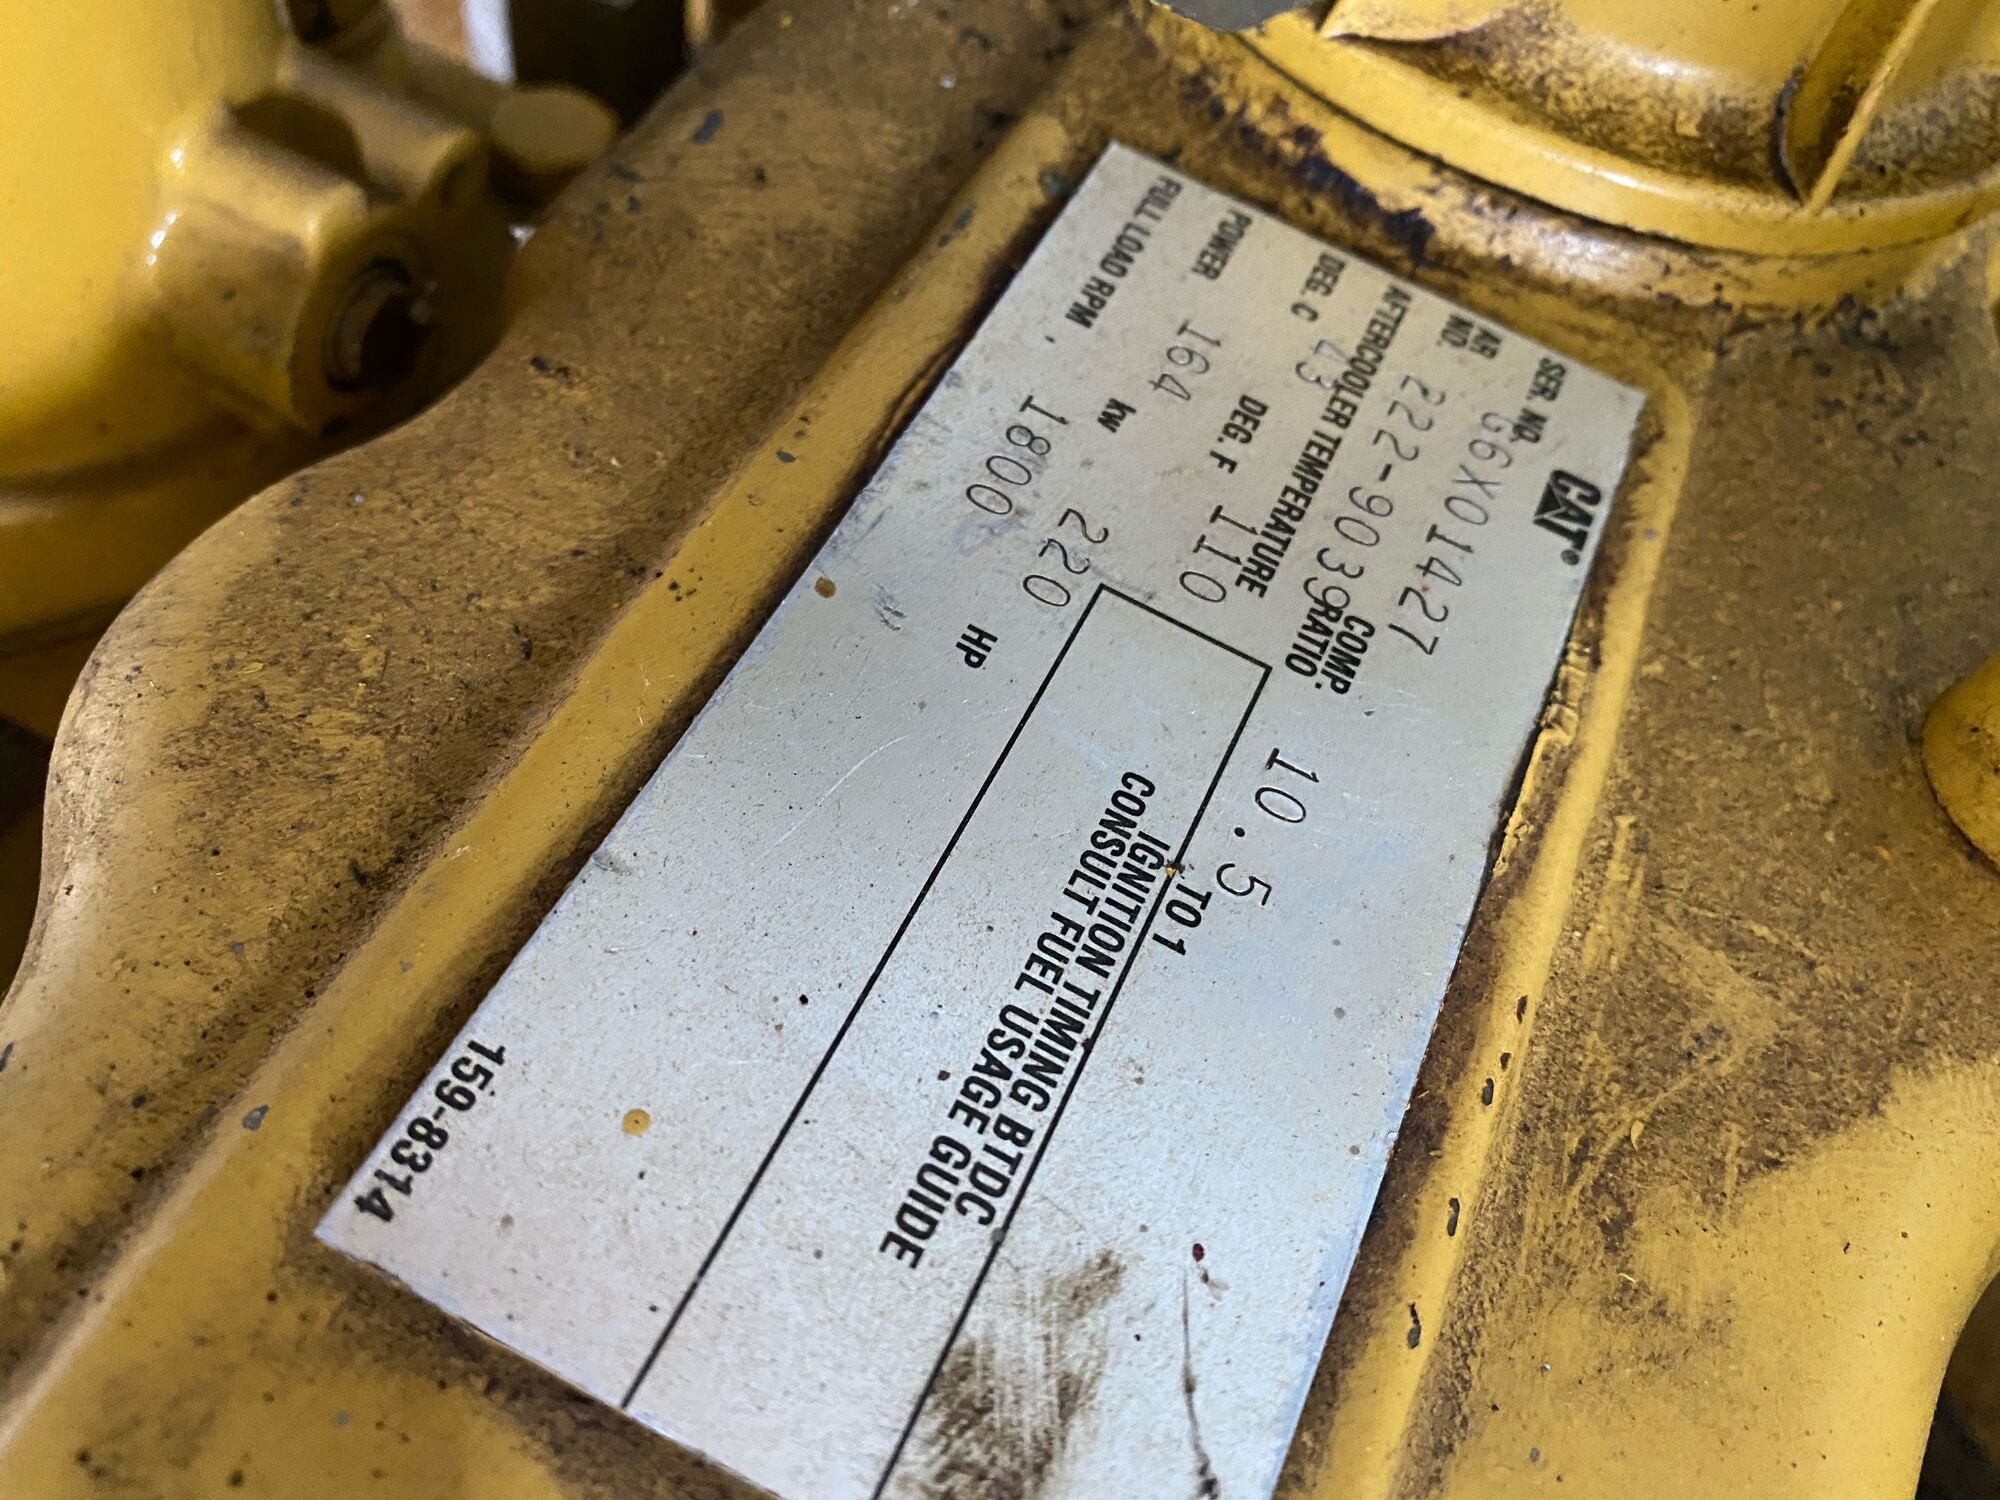 CAT®
SER. NO. G6X01427
AR NO. 222-9039 COMP. RATIO 10.5 TO 1
AFTERCOOLER TEMPERATURE
DEG. C 43 DEG. F 110
IGNITION TIMING BTDC
CONSULT FUEL USAGE GUIDE
POWER 164 kW 220 HP
FULL LOAD RPM 1800
159-8314